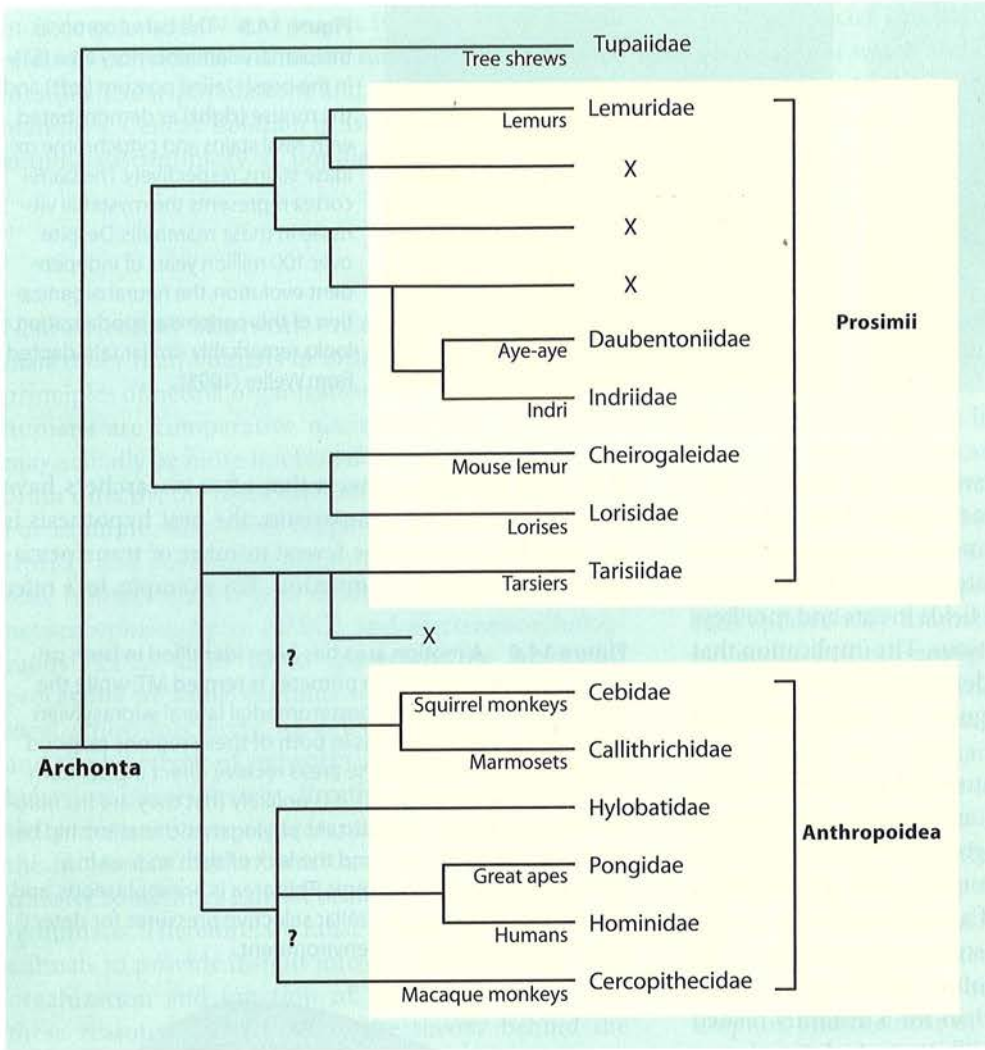 Tree shrews Tupaiidae
Lemurs Lemuridae
X
X
X
Aye-aye Daubentoniidae
Indri Indriidae
Prosimii
Mouse lemur Cheirogaleidae
Lorises Lorisidae
Tarsiers Tarisiidae
X
?
Squirrel monkeys Cebidae
Marmosets Callithrichidae
Archonta
Hylobatidae
Anthropoidea
Great apes Pongidae
Humans Hominidae
?
Macaque monkeys Cercopithecidae